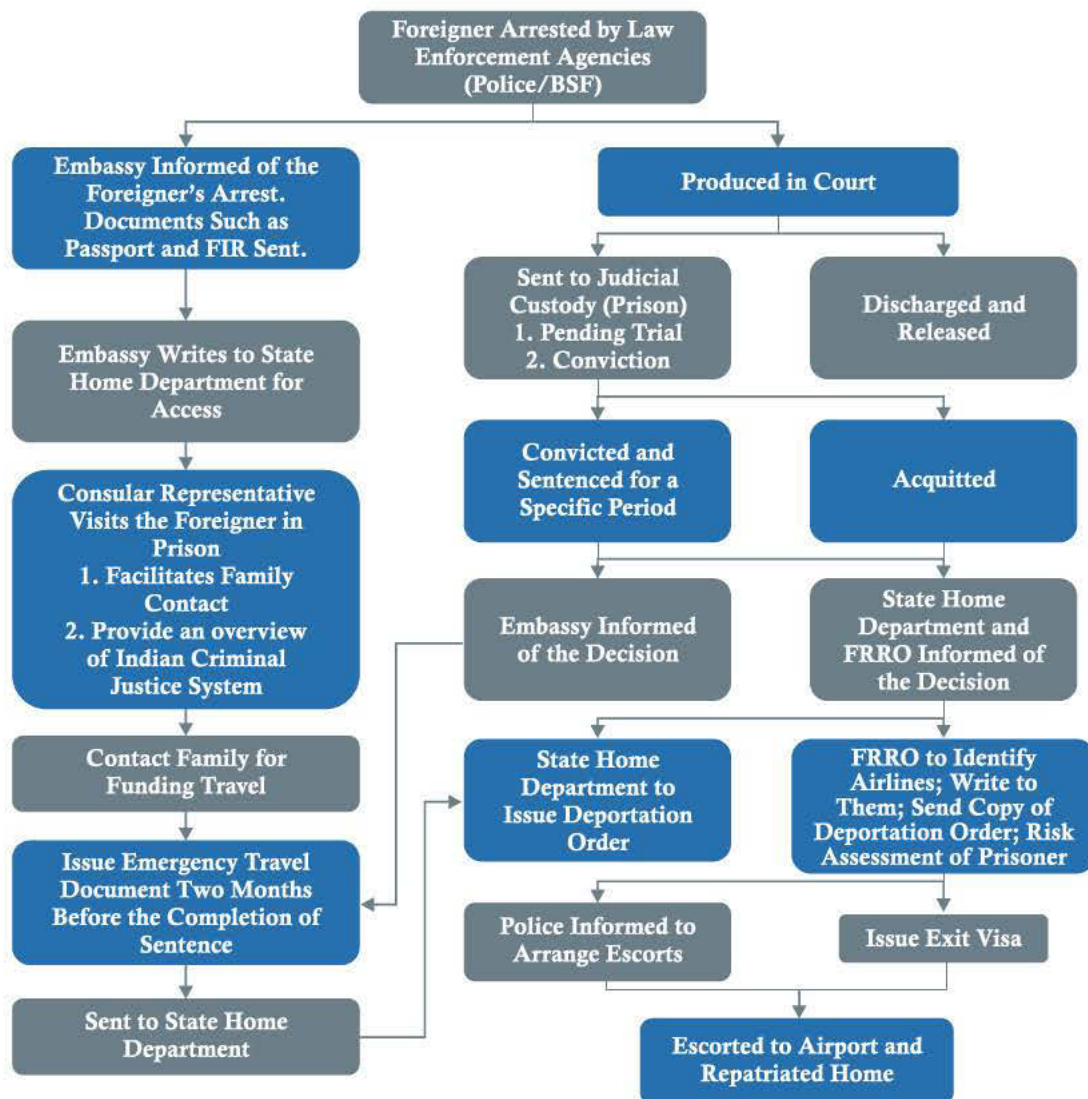 Foreigner Arrested by Law
Enforcement Agencies
(Police/BSF)
Embassy Informed of the
Foreigner's Arrest.
Documents Such as
Passport and FIR Sent.
Produced in Court
Sent to Judicial
Custody (Prison)
1. Pending Trial
2. Conviction
Discharged and
Released
Embassy Writes to State
Home Department for
Access
Convicted and
Sentenced for a
Specific Period
Acquitted
Consular Representative
Visits the Foreigner in
Prison
1. Facilitates Family
Contact
2. Provide an overview
of Indian Criminal
Justice System
Embassy Informed
of the Decision
State Home
Department and
FRRO Informed of
the Decision
Contact Family for
Funding Travel
State Home
Department to
Issue Deportation
Order
FRRO to Identify
Airlines; Write to
Them; Send Copy of
Deportation Order; Risk
Assessment of Prisoner
Issue Emergency Travel
Document Two Months
Before the Completion of
Sentence
Police Informed to
Arrange Escorts
Issue Exit Visa
Sent to State Home
Department
Escorted to Airport and
Repatriated Home